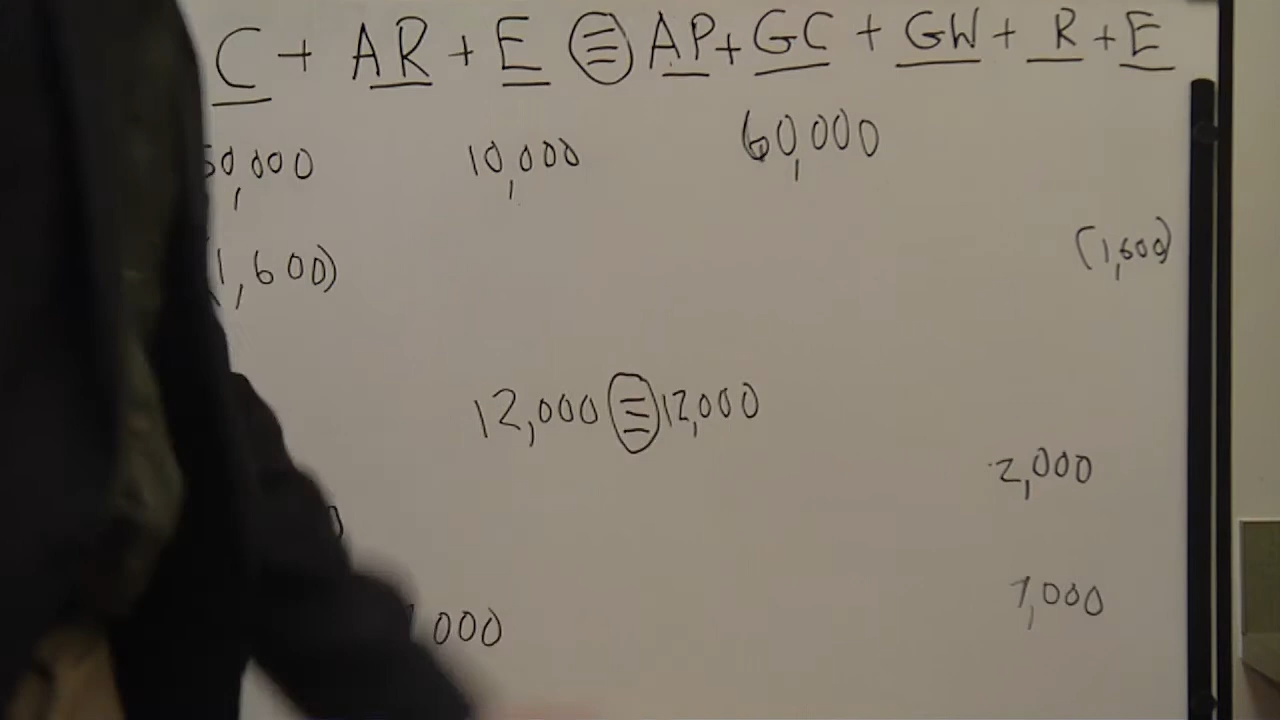 C + AR + E = AP + GC + GW + R + E
50,000 10,000 60,000
(1,600) (1,600)
12,000 = 12,000
2,000
000 7,000